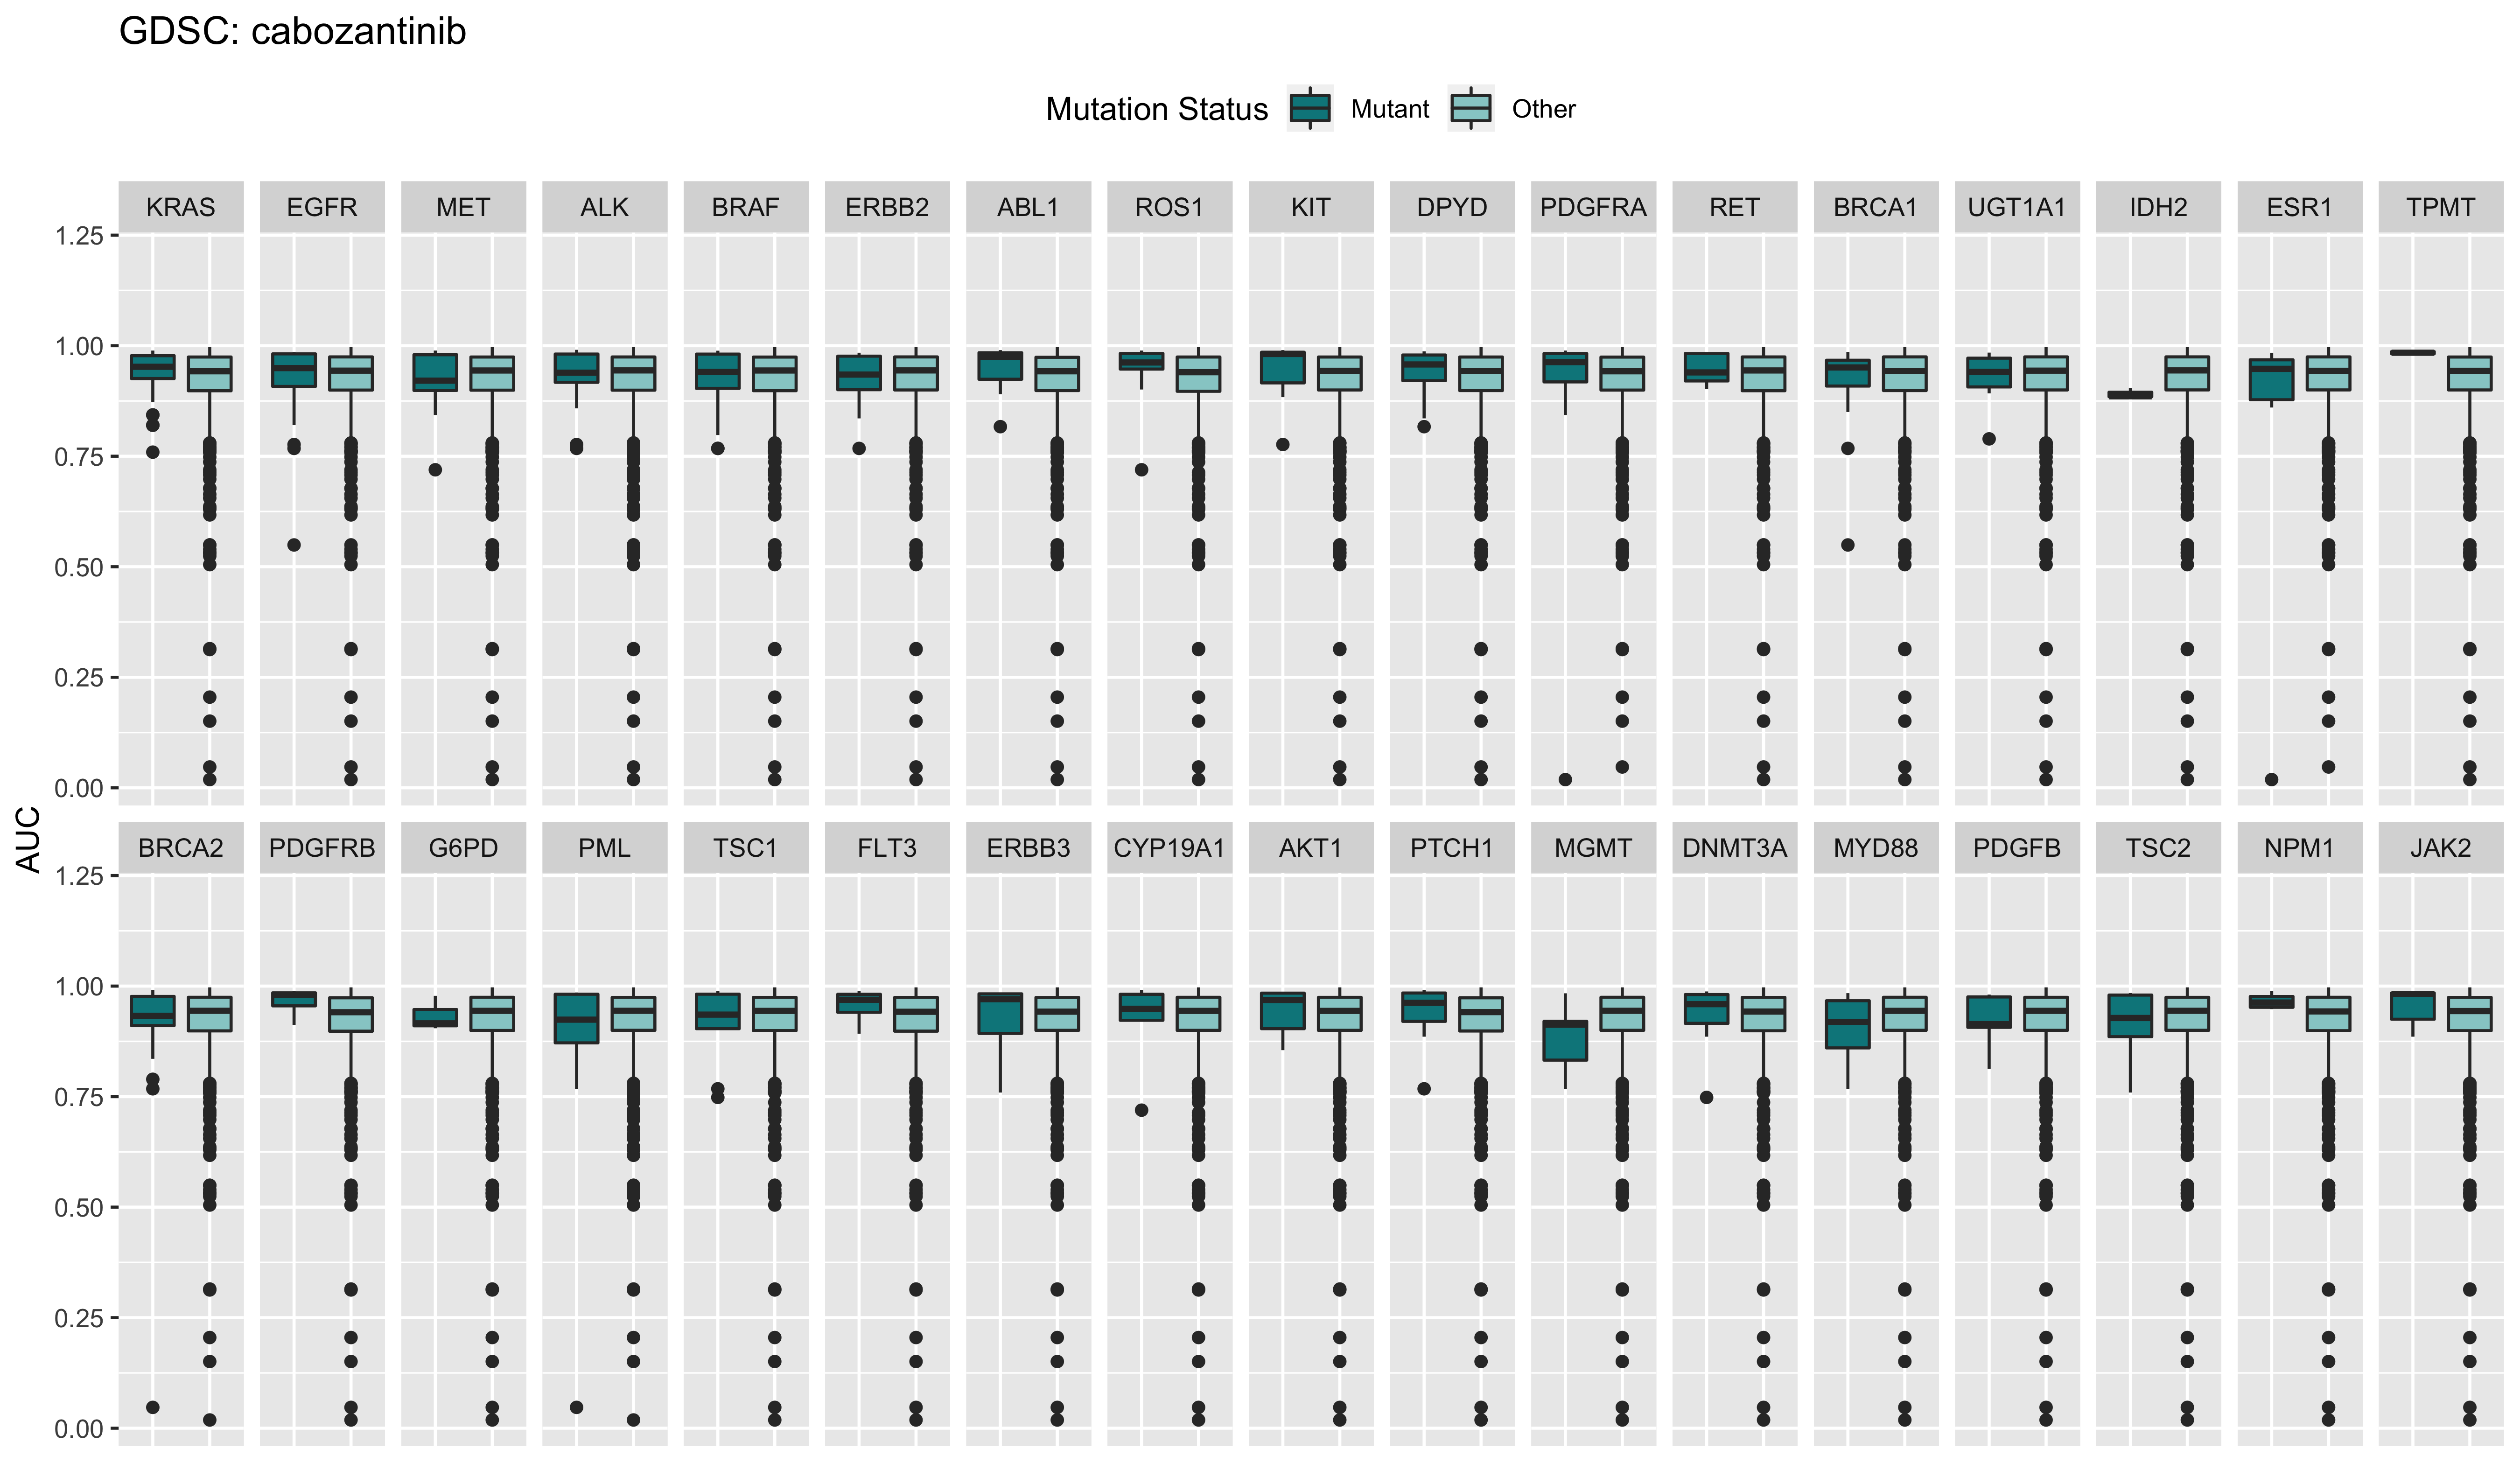 GDSC: cabozantinib
Mutation Status Mutant Other
KRAS EGFR MET ALK BRAF ERBB2 ABL1 ROS1 KIT DPYD PDGFRA RET BRCA1 UGT1A1 IDH2 ESR1 TPMT
1.25
1.00
0.75
0.50
0.25
0.00
AUC
BRCA2 PDGFRB G6PD PML TSC1 FLT3 ERBB3 CYP19A1 AKT1 PTCH1 MGMT DNMT3A MYD88 PDGFB TSC2 NPM1 JAK2
1.25
1.00
0.75
0.50
0.25
0.00